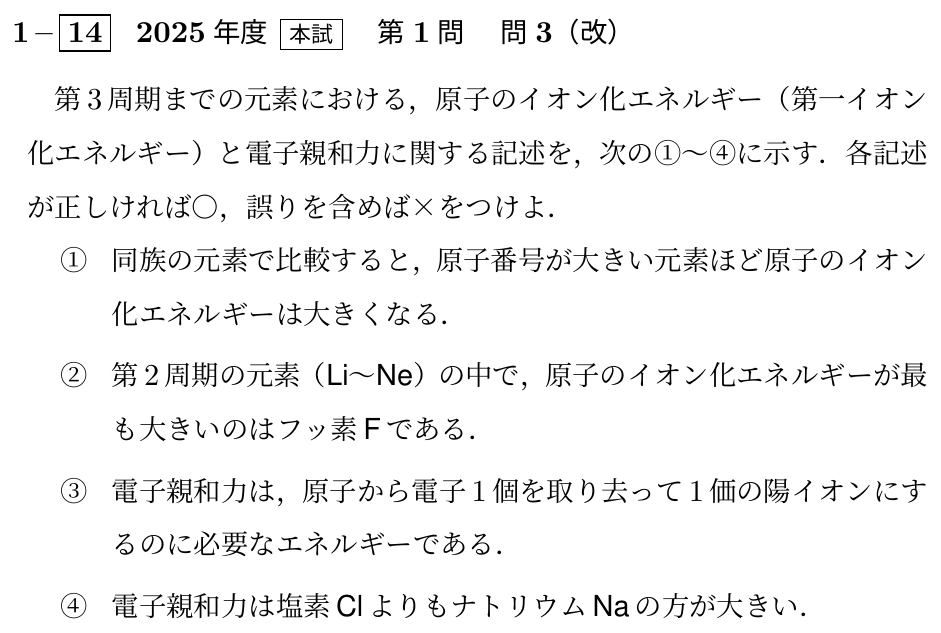 1－14 2025 年度 本試 第 1 問 問 3（改）
第３周期までの元素における，原子のイオン化エネルギー（第一イオン
化エネルギー）と電子親和力に関する記述を，次の①～④に示す．各記述
が正しければ○，誤りを含めば×をつけよ．
① 同族の元素で比較すると，原子番号が大きい元素ほど原子のイオン
化エネルギーは大きくなる．
② 第２周期の元素（Li～Ne）の中で，原子のイオン化エネルギーが最
も大きいのはフッ素 F である．
③ 電子親和力は，原子から電子１個を取り去って１価の陽イオンにす
るのに必要なエネルギーである．
④ 電子親和力は塩素 Cl よりもナトリウム Na の方が大きい．